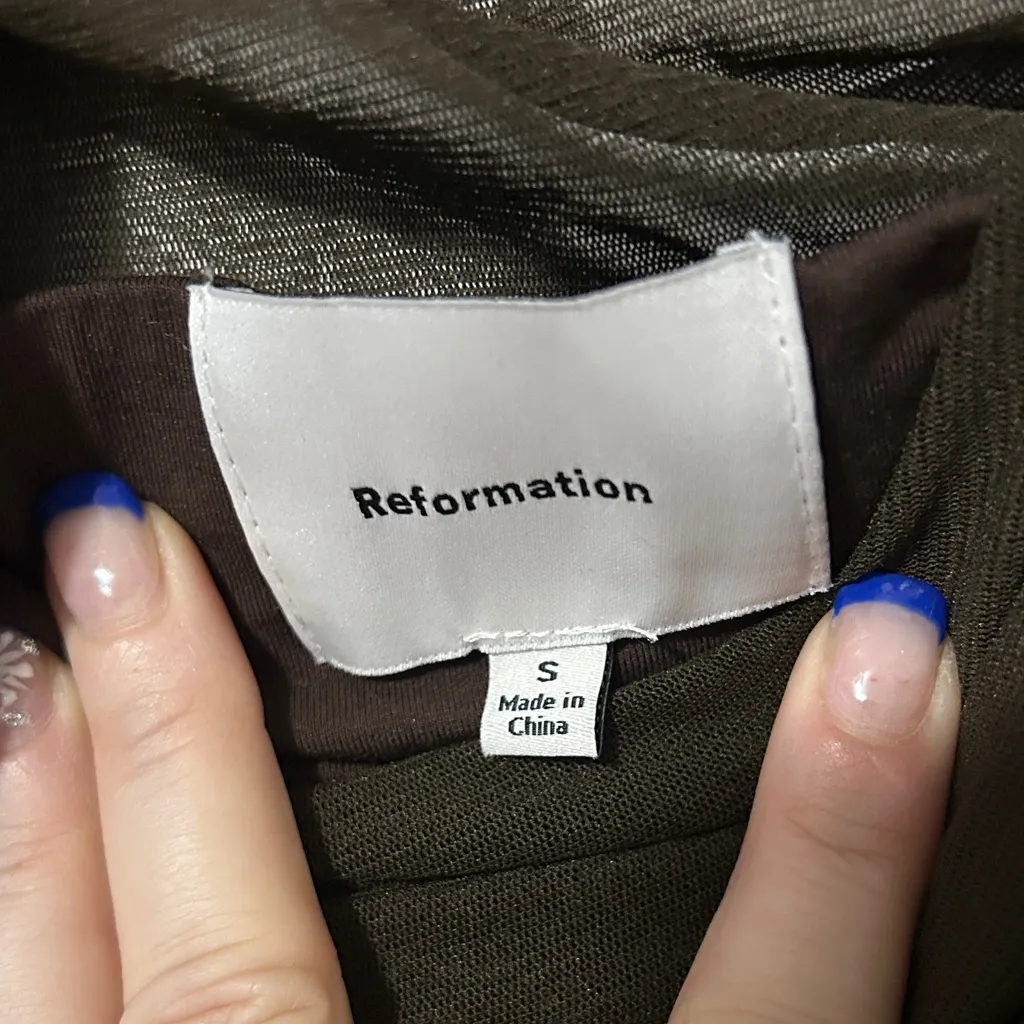 Reformation
S
Made in
China